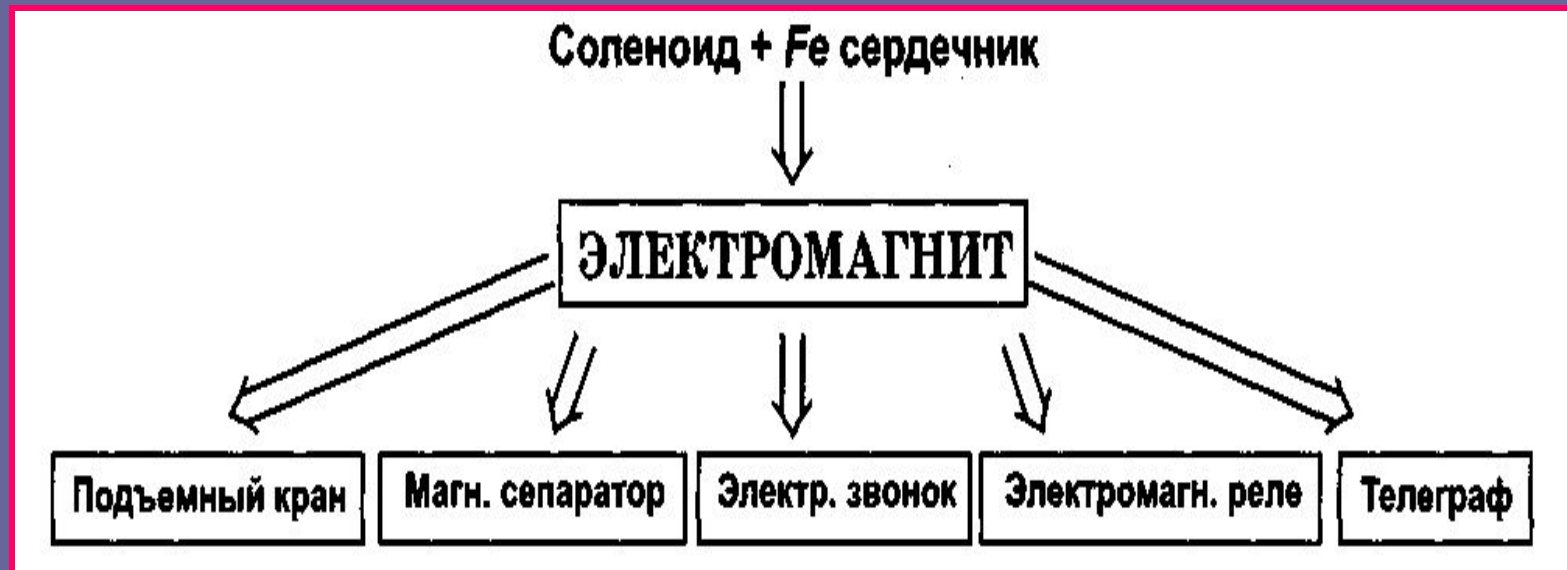 Соленоид + Fe сердечник
ЭЛЕКТРОМАГНИТ
Подъемный кран
Магн. сепаратор
Электр. звонок
Электромагн. реле
Телеграф